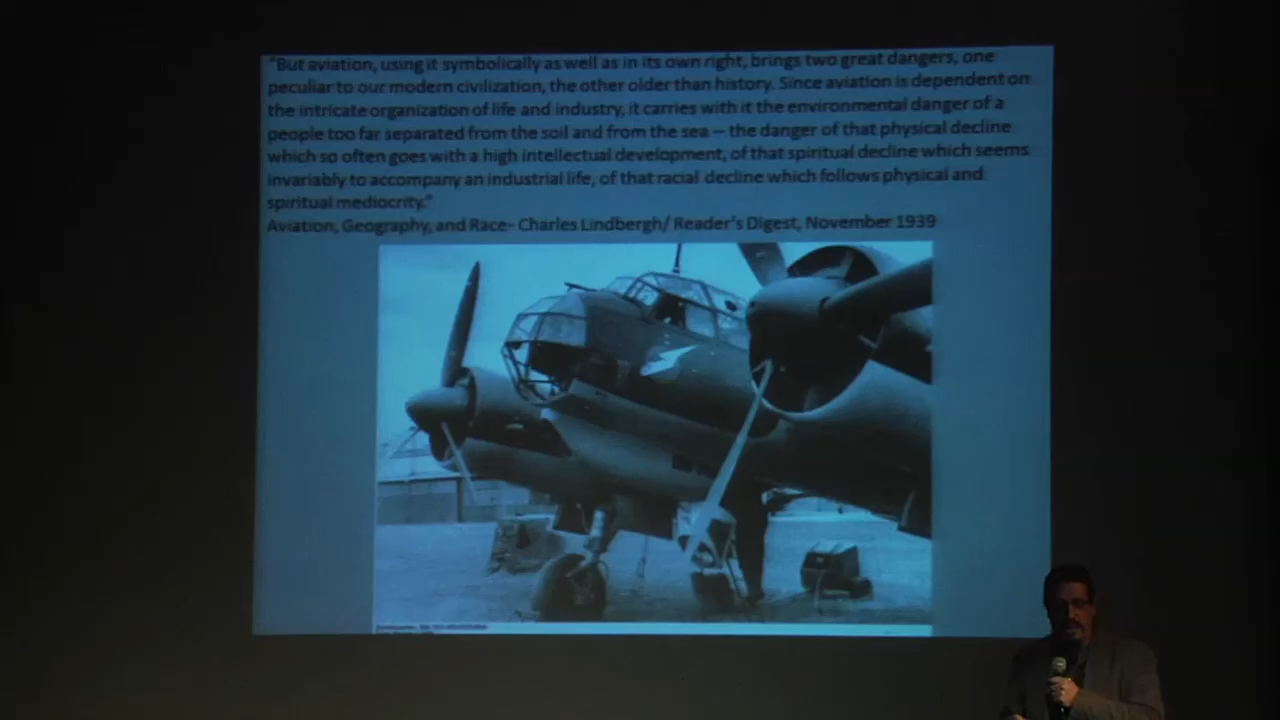 "But aviation, using it symbolically as well as in its own right, brings two great dangers, one
peculiar to our modern civilization, the other older than history. Since aviation is dependent on
the intricate organization of life and industry, it carries with it the environmental danger of a
people too far separated from the soil and from the sea – the danger of that physical decline
which so often goes with a high intellectual development, of that spiritual decline which seems
invariably to accompany an industrial life, of that racial decline which follows physical and
spiritual mediocrity."
Aviation, Geography, and Race- Charles Lindbergh/ Reader's Digest, November 1939